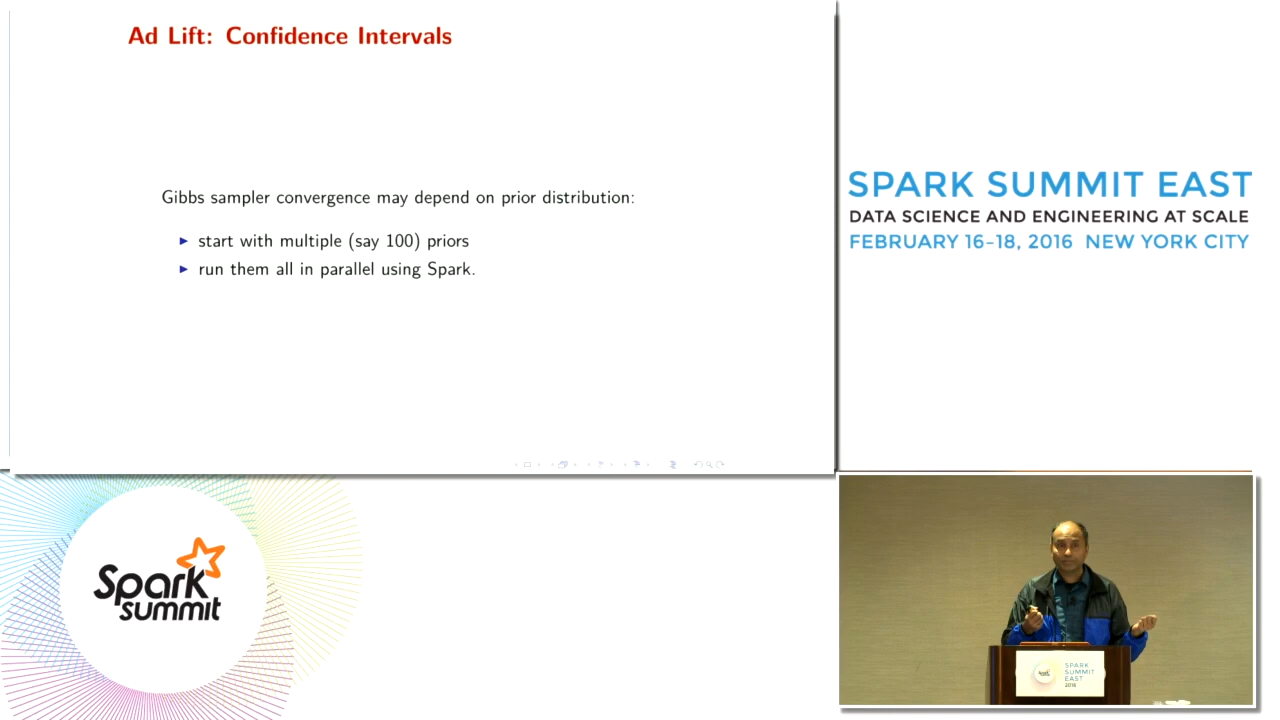 Ad Lift: Confidence Intervals
Gibbs sampler convergence may depend on prior distribution:
start with multiple (say 100) priors
run them all in parallel using Spark.
SPARK SUMMIT EAST
DATA SCIENCE AND ENGINEERING AT SCALE
FEBRUARY 16-18, 2016 NEW YORK CITY
Spark
summit
SPARK
SUMMIT
EAST
2016